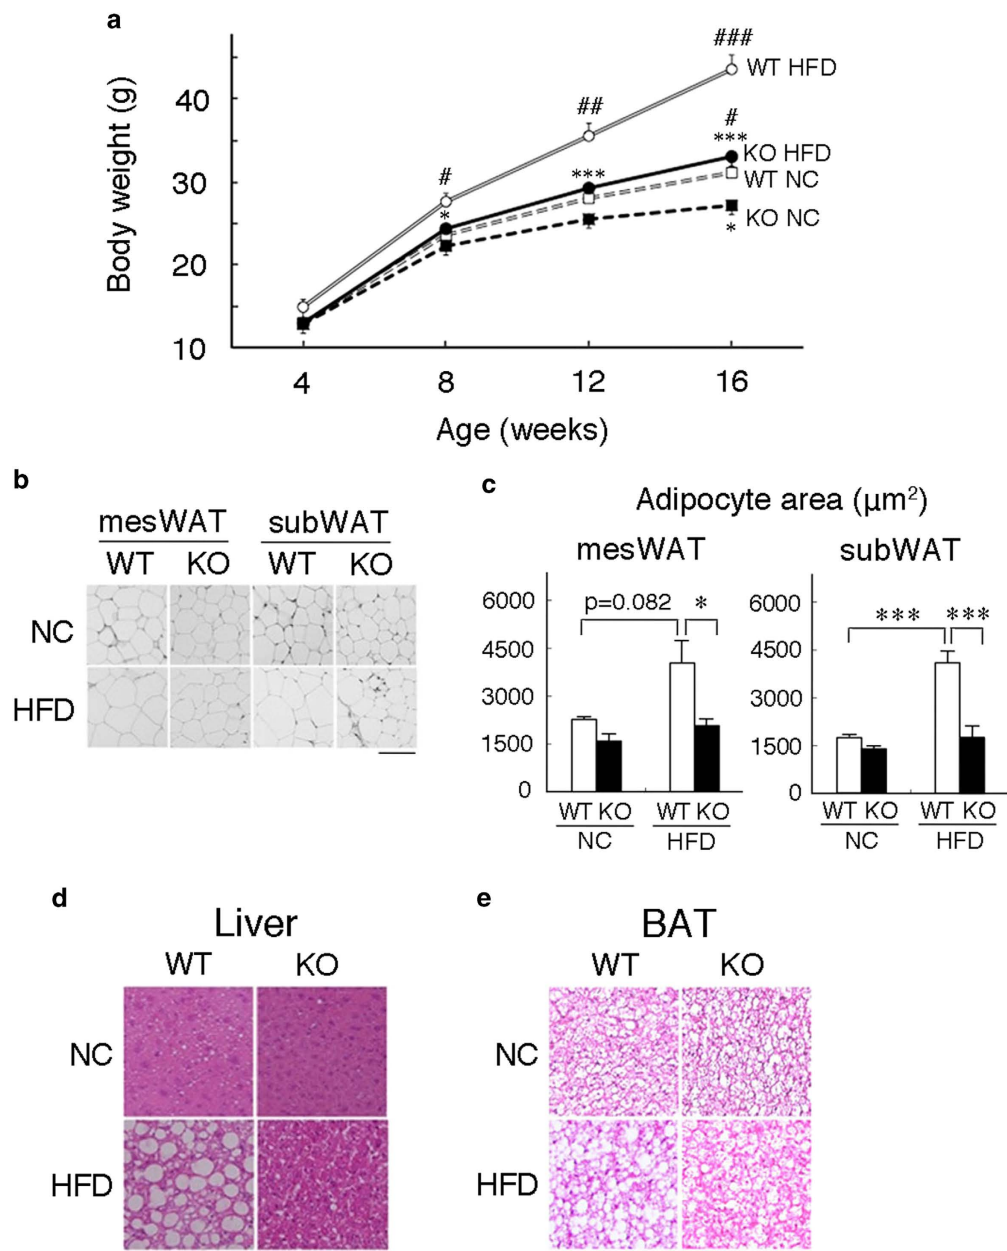 a
Body weight (g)
40
30
20
10
4 8 12 16
Age (weeks)
# ## ###
* *** # ***
*
WT HFD
KO HFD
WT NC
KO NC
b
mesWAT subWAT
WT KO WT KO
NC
HFD
c
Adipocyte area (μm²)
mesWAT
6000
4500
3000
1500
0
p=0.082 *
WT KO WT KO
NC HFD
subWAT
6000
4500
3000
1500
0
*** ***
WT KO WT KO
NC HFD
d
Liver
WT KO
NC
HFD
e
BAT
WT KO
NC
HFD